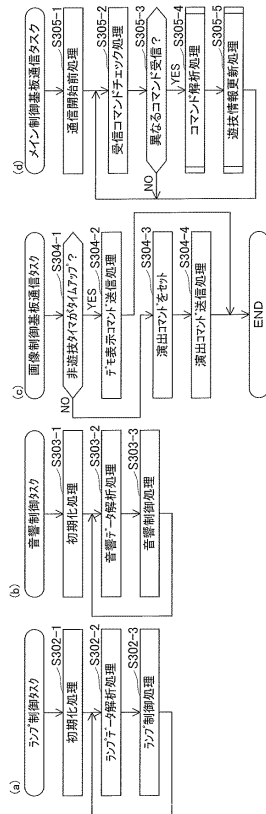 (a)
ランプ制御タスク
S302-1
初期化処理
S302-2
ランプデータ解析処理
S302-3
ランプ制御処理
(b)
音響制御タスク
S303-1
初期化処理
S303-2
音響データ解析処理
S303-3
音響制御処理
(c)
画像制御基板通信タスク
S304-1
非遊技タイマがタイムアップ?
NO
YES
S304-2
デモ表示コマンド送信処理
S304-3
演出コマンドをセット
S304-4
演出コマンド送信処理
END
(d)
メイン制御基板通信タスク
S305-1
通信開始前処理
S305-2
受信コマンドチェック処理
S305-3
異なるコマンド受信?
NO
YES
S305-4
コマンド解析処理
S305-5
遊技情報更新処理